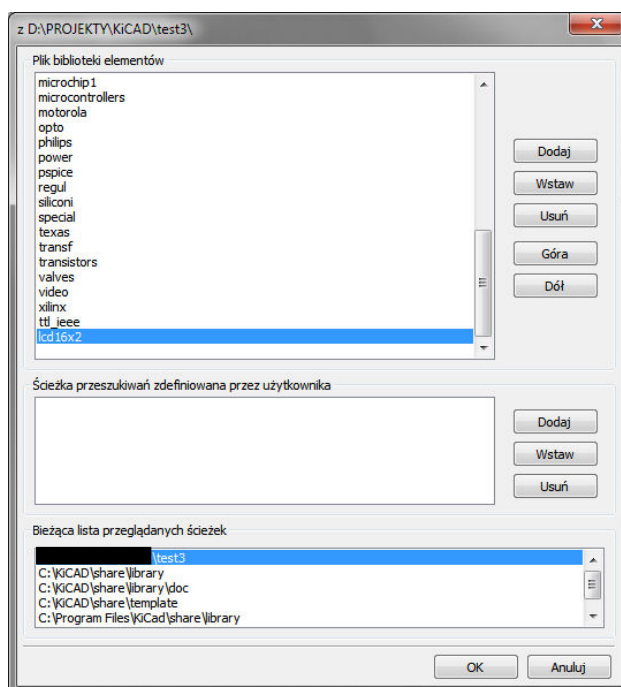 z D:\PROJEKTY\KiCAD\test3\
Plik biblioteki elementów
microchip1
microcontrollers
motorola
opto
philips
power
pspice
regul
siliconi
special
texas
transf
transistors
valves
video
xilinx
ttl_ieee
lcd16x2
Dodaj
Wstaw
Usuń
Góra
Dół
Ścieżka przeszukiwań zdefiniowana przez użytkownika
Dodaj
Wstaw
Usuń
Bieżąca lista przeglądanych ścieżek
\test3
C:\KiCAD\share\library
C:\KiCAD\share\library\doc
C:\KiCAD\share\template
C:\Program Files\KiCad\share\library
OK
Anuluj